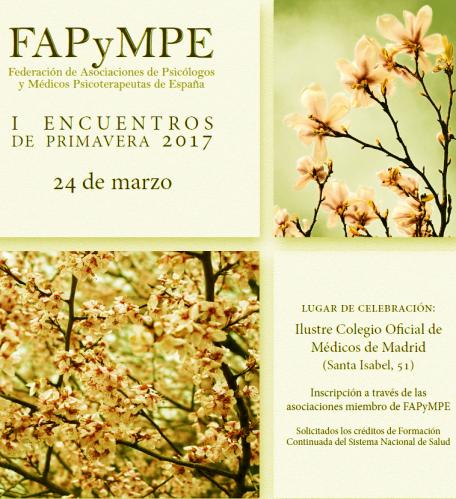 FAPyMPE
Federación de Asociaciones de Psicólogos
y Médicos Psicoterapeutas de España
I ENCUENTROS
DE PRIMAVERA 2017
24 de marzo
LUGAR DE CELEBRACIÓN:
Ilustre Colegio Oficial de
Médicos de Madrid
(Santa Isabel, 51)
Inscripción a través de las
asociaciones miembro de FAPyMPE
Solicitados los créditos de Formación
Continuada del Sistema Nacional de Salud